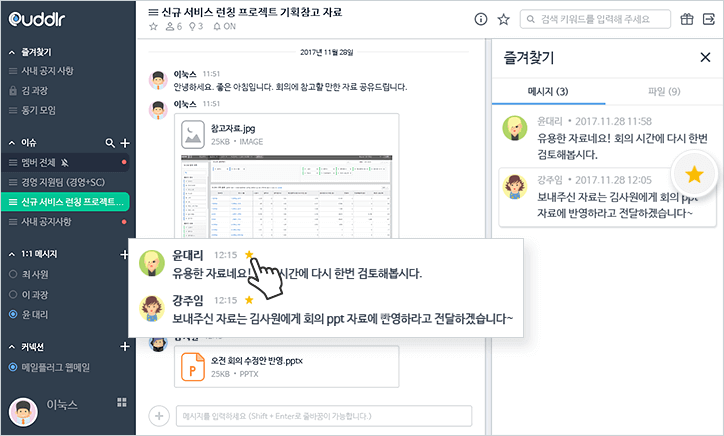 Quddlr
즐겨찾기
사내 공지 사항
김 과장
동기 모임
이슈
멤버 전체
경영 지원팀 (경영+SC)
신규 서비스 런칭 프로젝트...
사내 공지사항
1:1 메시지
최 사원
이 과장
윤 대리
커넥션
메일플러그 웹메일
이눅스
신규 서비스 런칭 프로젝트 기획참고 자료
6 3 ON
검색 키워드를 입력해 주세요
2017년 11월 28일
이눅스 11:51
안녕하세요. 좋은 아침입니다. 회의에 참고할 만한 자료 공유드립니다.
이눅스 11:51
참고자료.jpg
25KB • IMAGE
윤대리 12:15
유용한 자료네요! 시간에 다시 한번 검토해봅시다.
강주임 12:15
보내주신 자료는 김사원에게 회의 ppt 자료에 반영하라고 전달하겠습니다~
오전 회의 수정안 반영.pptx
P
25KB • PPTX
메시지를 입력하세요 (Shift + Enter로 줄바꿈이 가능합니다.)
즐겨찾기
메시지 (3)
파일 (9)
윤대리 • 2017.11.28 11:58
유용한 자료네요! 회의 시간에 다시 한번
검토해봅시다.
강주임 • 2017.11.28 12:05
보내주신 자료는 김사원에게 회의 ppt
자료에 반영하라고 전달하겠습니다~